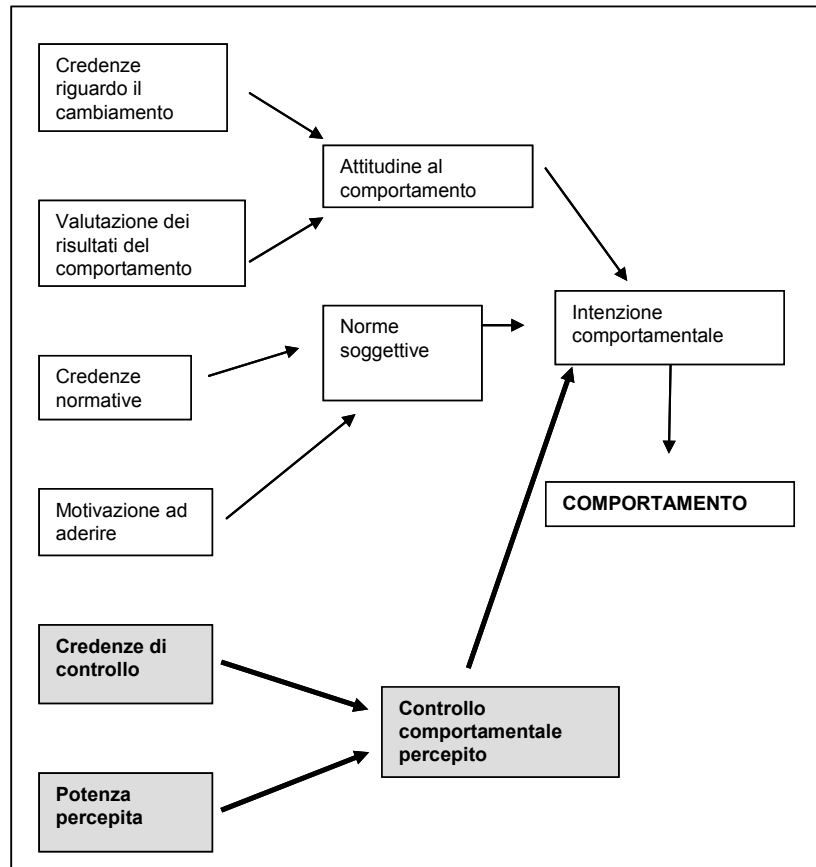 Credenze
riguardo il
cambiamento
Attitudine al
comportamento
Valutazione dei
risultati del
comportamento
Norme
soggettive
Intenzione
comportamentale
Credenze
normative
Motivazione ad
aderire
COMPORTAMENTO
Credenze di
controllo
Controllo
comportamentale
percepito
Potenza
percepita